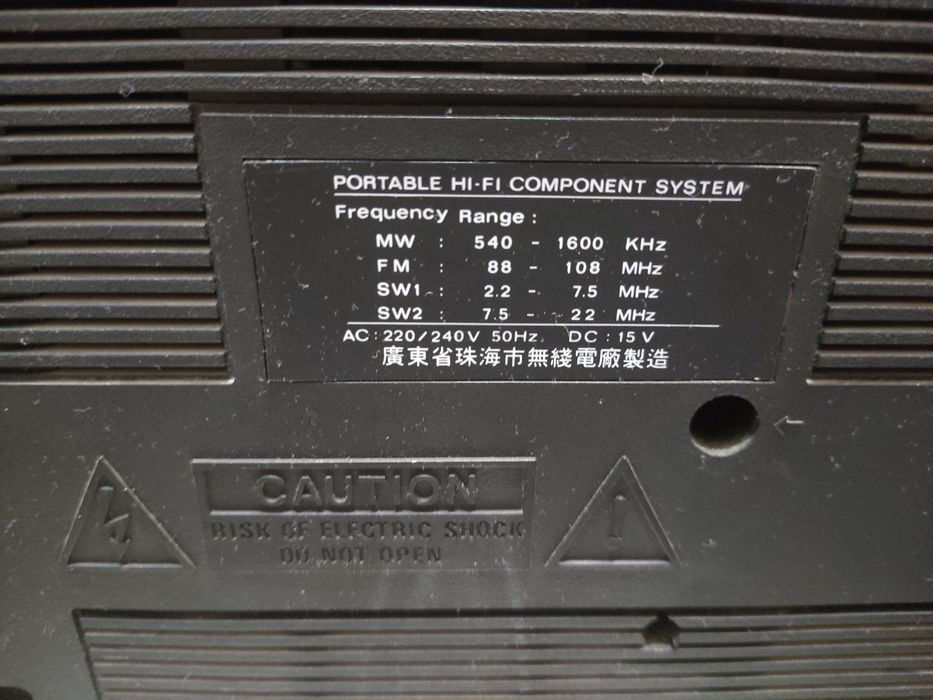 PORTABLE HI-FI COMPONENT SYSTEM
Frequency Range :
MW : 540 - 1600 KHz
FM : 88 - 108 MHz
SW1 : 2.2 - 7.5 MHz
SW2 : 7.5 - 22 MHz
AC : 220/240V 50Hz. DC : 15 V
廣東省珠海市無綫電廠製造
CAUTION
RISK OF ELECTRIC SHOCK
DO NOT OPEN